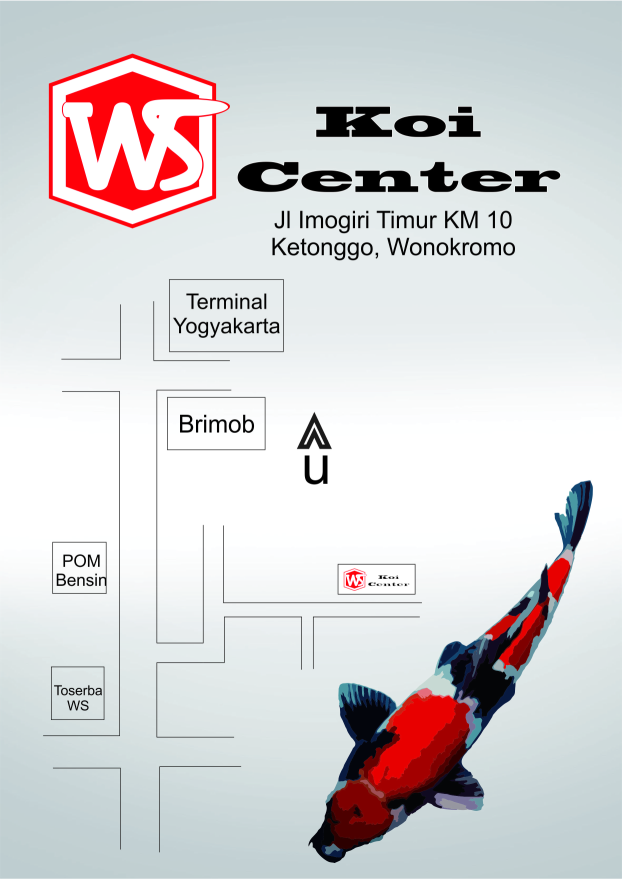 WS
Koi
Center
Jl Imogiri Timur KM 10
Ketonggo, Wonokromo
Terminal
Yogyakarta
Brimob
u
POM
Bensin
WS Koi
Center
Toserba
WS